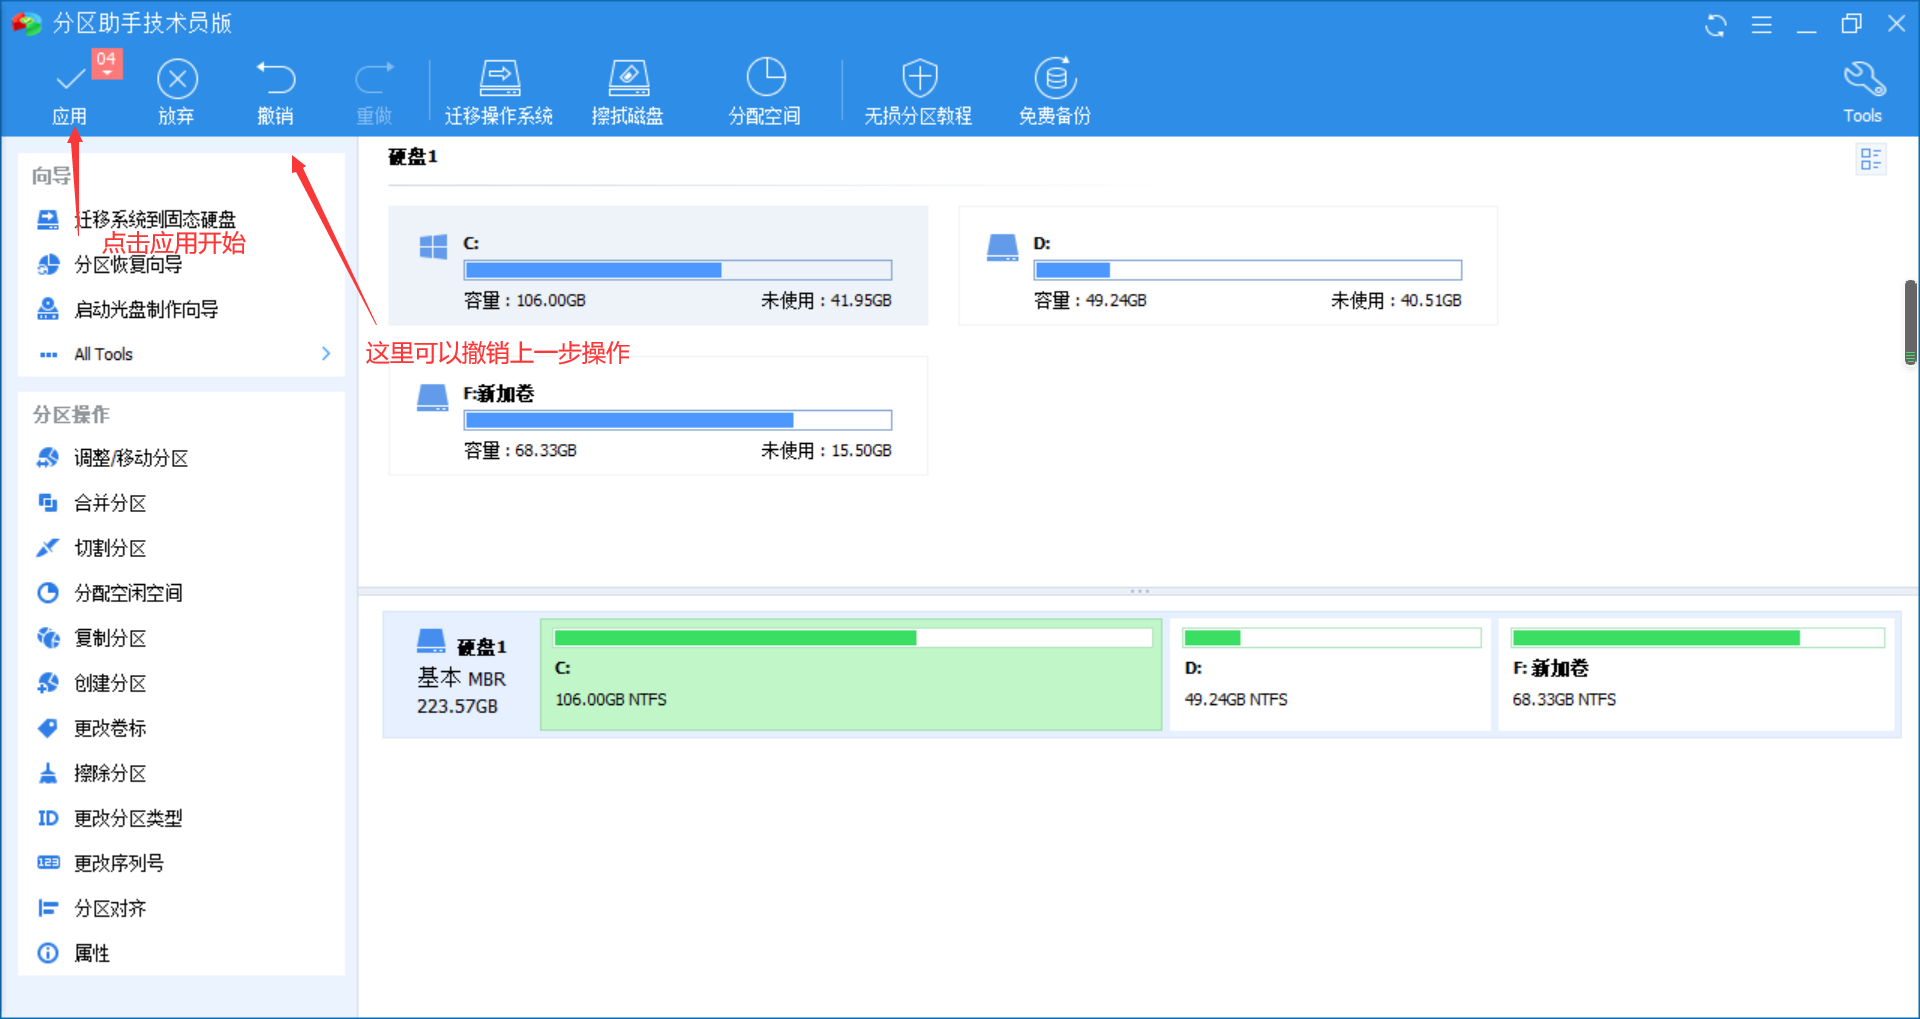 分区助手技术员版
04
应用
放弃
撤销
重做
迁移操作系统
擦拭磁盘
分配空间
无损分区教程
免费备份
Tools
向导
迁移系统到固态硬盘
点击应用开始
分区恢复向导
启动光盘制作向导
All Tools
分区操作
调整/移动分区
合并分区
切割分区
分配空闲空间
复制分区
创建分区
更改卷标
擦除分区
ID 更改分区类型
123 更改序列号
分区对齐
属性
硬盘1
C:
容量：106.00GB 未使用：41.95GB
D:
容量：49.24GB 未使用：40.51GB
这里可以撤销上一步操作
F:新加卷
容量：68.33GB 未使用：15.50GB
硬盘1
基本 MBR
223.57GB
C:
106.00GB NTFS
D:
49.24GB NTFS
F: 新加卷
68.33GB NTFS